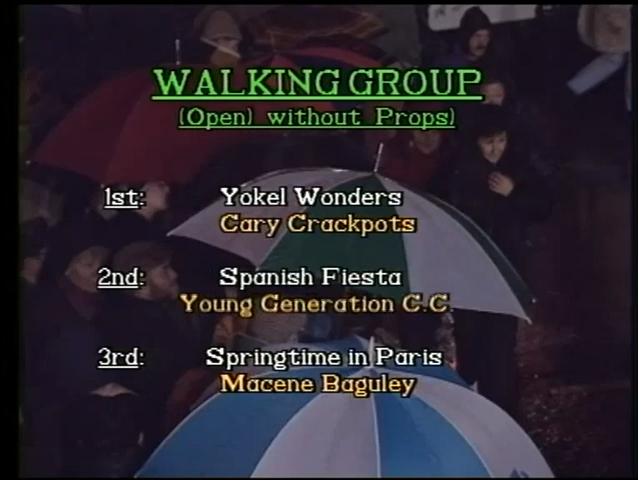 WALKING GROUP
(Open) without Props)
1st: Yokel Wonders
Cary Crackpots
2nd: Spanish Fiesta
Young Generation C.C.
3rd: Springtime in Paris
Macene Baguley